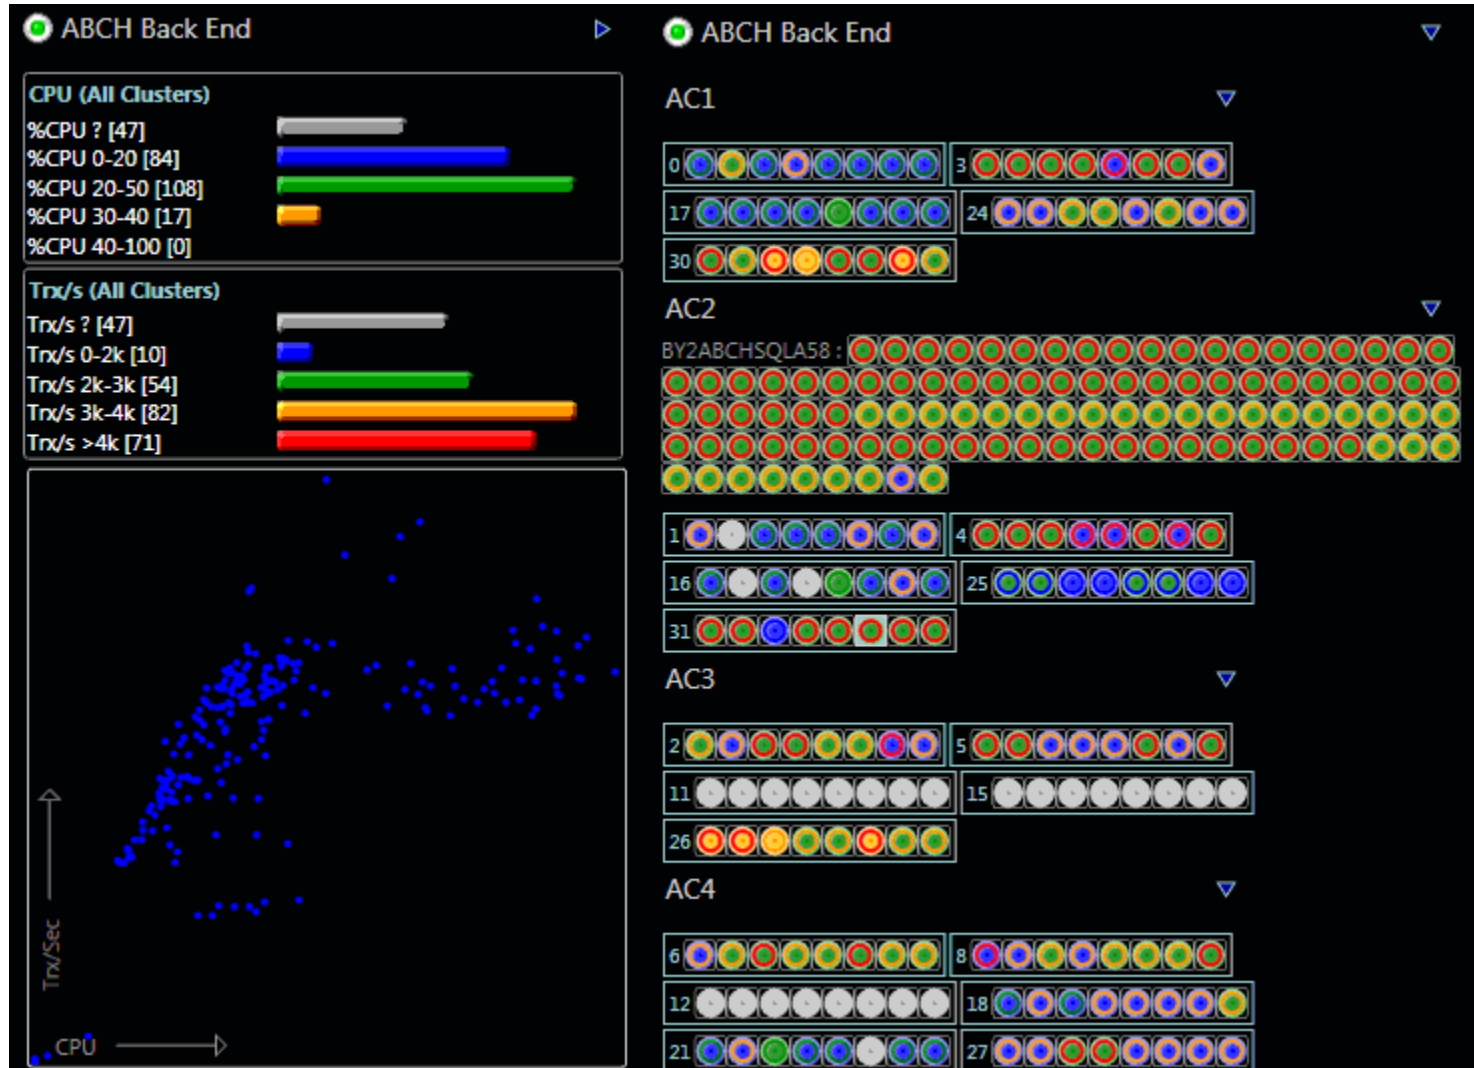 ABCH Back End
CPU (All Clusters)
%CPU ? [47]
%CPU 0-20 [84]
%CPU 20-50 [108]
%CPU 30-40 [17]
%CPU 40-100 [0]
Trx/s (All Clusters)
Trx/s ? [47]
Trx/s 0-2k [10]
Trx/s 2k-3k [54]
Trx/s 3k-4k [82]
Trx/s >4k [71]
Trx/Sec
CPU
ABCH Back End
AC1
0 3
17 24
30
AC2
BY2ABCHSQLA58 :
1 4
16 25
31
AC3
2 5
11 15
26
AC4
6 8
12 18
21 27